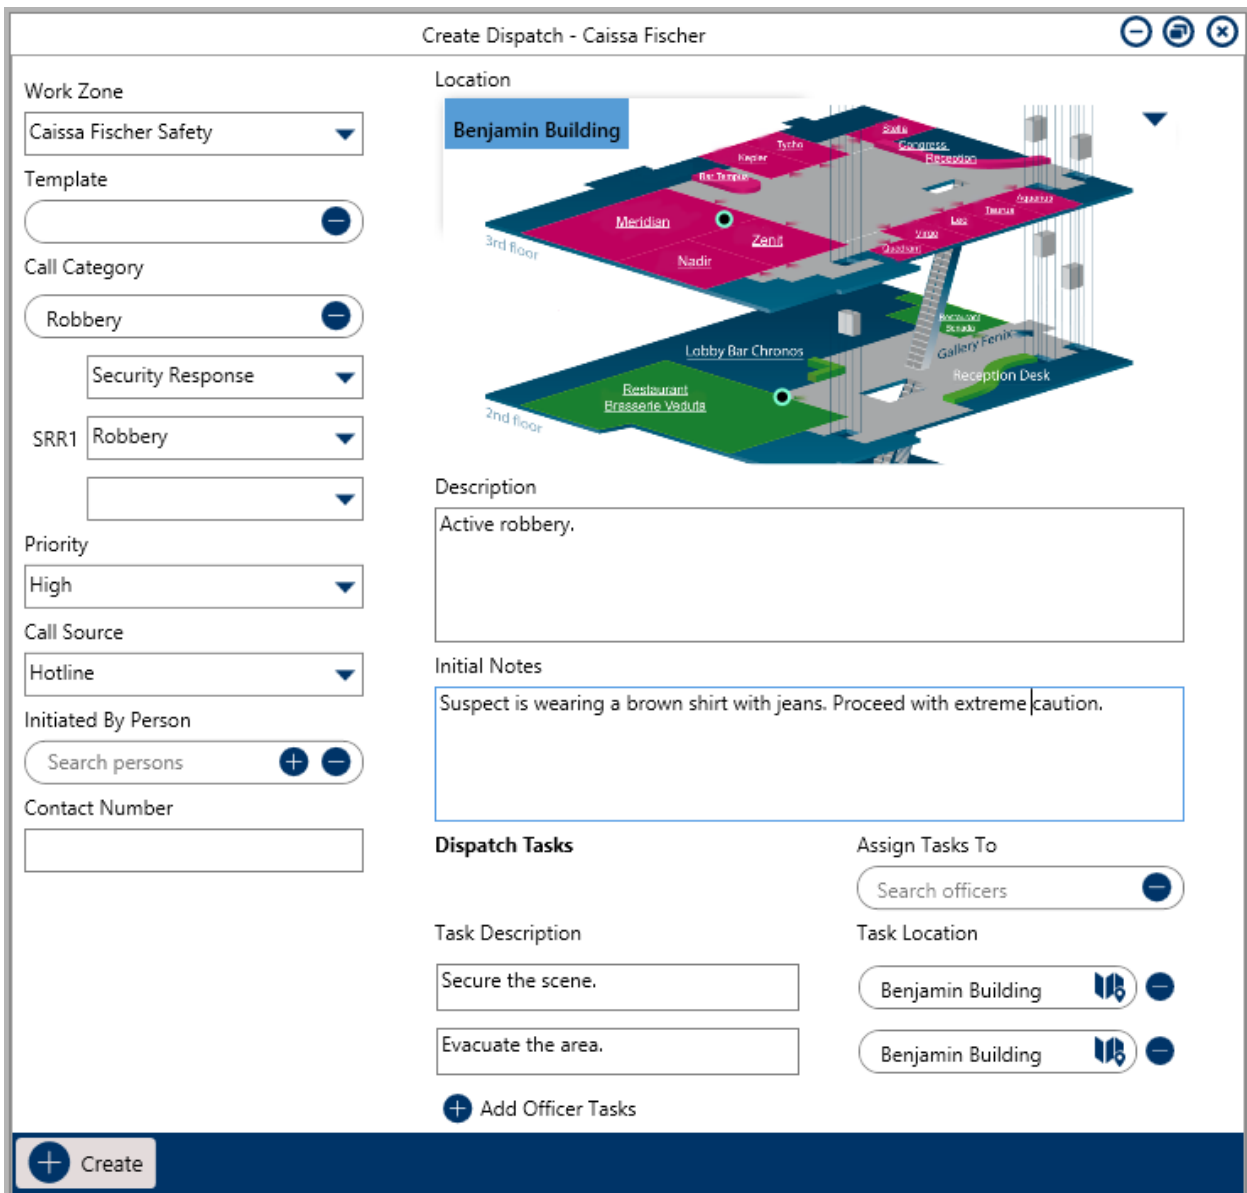 Create Dispatch - Caissa Fischer
Work Zone
Caissa Fischer Safety
Template
Call Category
Robbery
Security Response
SRR1 Robbery
Priority
High
Call Source
Hotline
Initiated By Person
Search persons
Contact Number
Location
Benjamin Building
Stella
Congress
Reception
Tycho
Kepler
Bar Tempus
Aquarius
Taurus
Leo
Virgo
Quadrant
Meridian
Zenit
Nadir
3rd floor
Restaurant
Gallery Fenix
Lobby Bar Chronos
Reception Desk
Restaurant
Brasserie Veduta
2nd floor
Description
Active robbery.
Initial Notes
Suspect is wearing a brown shirt with jeans. Proceed with extreme caution.
Dispatch Tasks
Assign Tasks To
Search officers
Task Description
Task Location
Secure the scene.
Benjamin Building
Evacuate the area.
Benjamin Building
Add Officer Tasks
Create